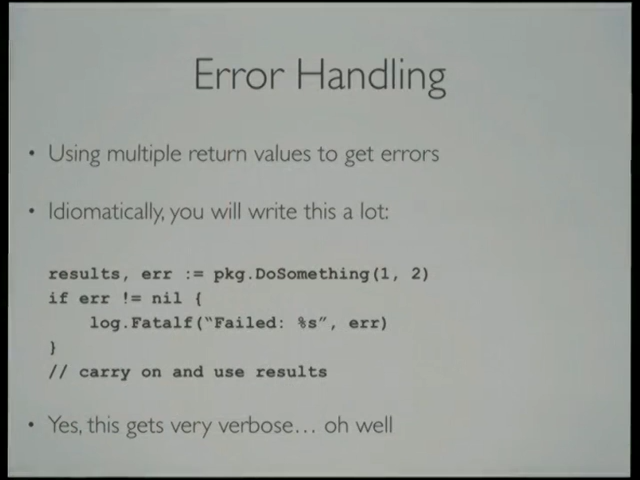 Error Handling
• Using multiple return values to get errors
• Idiomatically, you will write this a lot:
results, err := pkg.DoSomething(1, 2)
if err != nil {
    log.Fatalf(“Failed: %s”, err)
}
// carry on and use results
• Yes, this gets very verbose… oh well